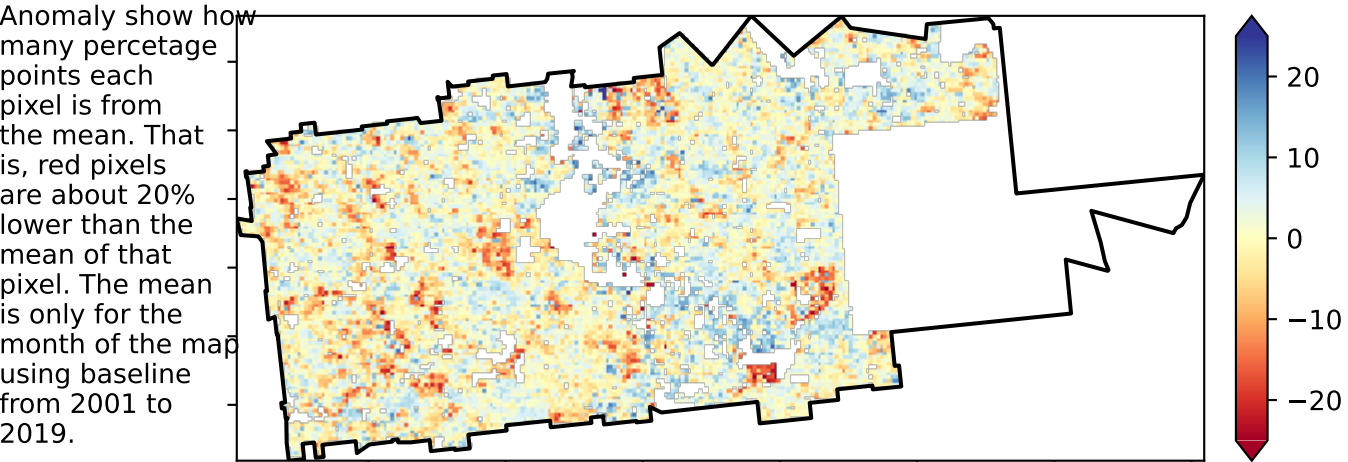 Anomaly show how
many percetage
points each
pixel is from
the mean. That
is, red pixels
are about 20%
lower than the
mean of that
pixel. The mean
is only for the
month of the map
using baseline
from 2001 to
2019.
20
10
0
−10
−20